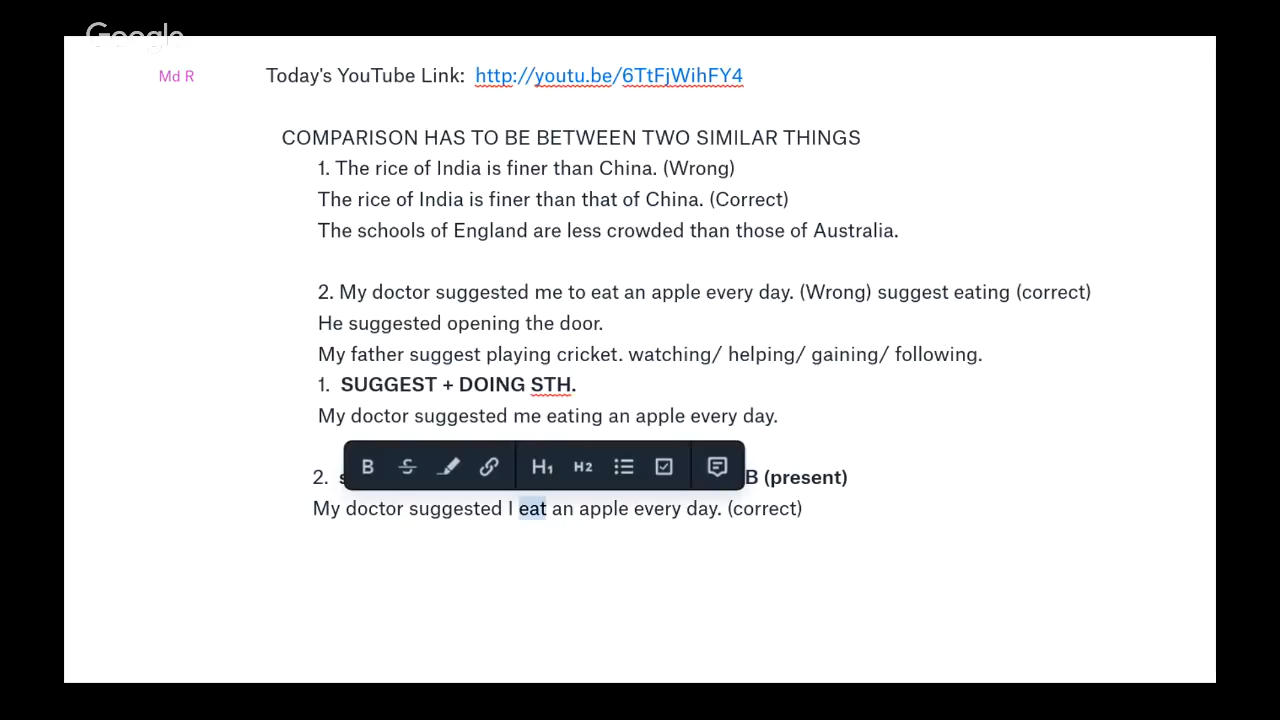 Google
Md R
Today's YouTube Link: http://youtu.be/6TtFjWihFY4
COMPARISON HAS TO BE BETWEEN TWO SIMILAR THINGS
1. The rice of India is finer than China. (Wrong)
The rice of India is finer than that of China. (Correct)
The schools of England are less crowded than those of Australia.
2. My doctor suggested me to eat an apple every day. (Wrong) suggest eating (correct)
He suggested opening the door.
My father suggest playing cricket. watching/ helping/ gaining/ following.
1. SUGGEST + DOING STH.
My doctor suggested me eating an apple every day.
B S H1 H2
2. B (present)
My doctor suggested I eat an apple every day. (correct)